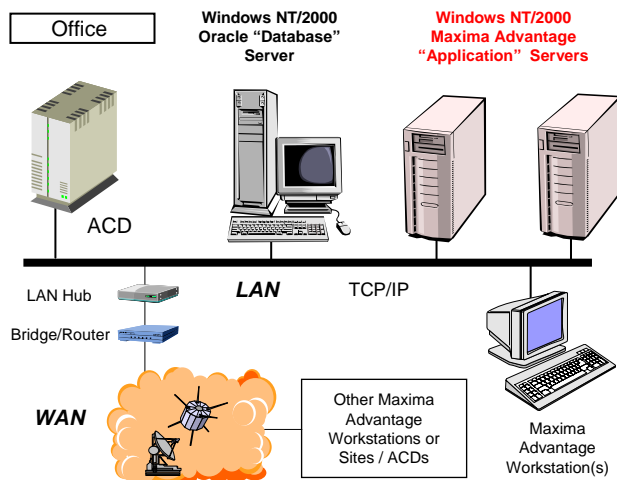 Office
Windows NT/2000
Oracle “Database”
Server
Windows NT/2000
Maxima Advantage
“Application” Servers
ACD
LAN Hub
LAN
TCP/IP
Bridge/Router
WAN
Other Maxima
Advantage
Workstations or
Sites / ACDs
Maxima
Advantage
Workstation(s)